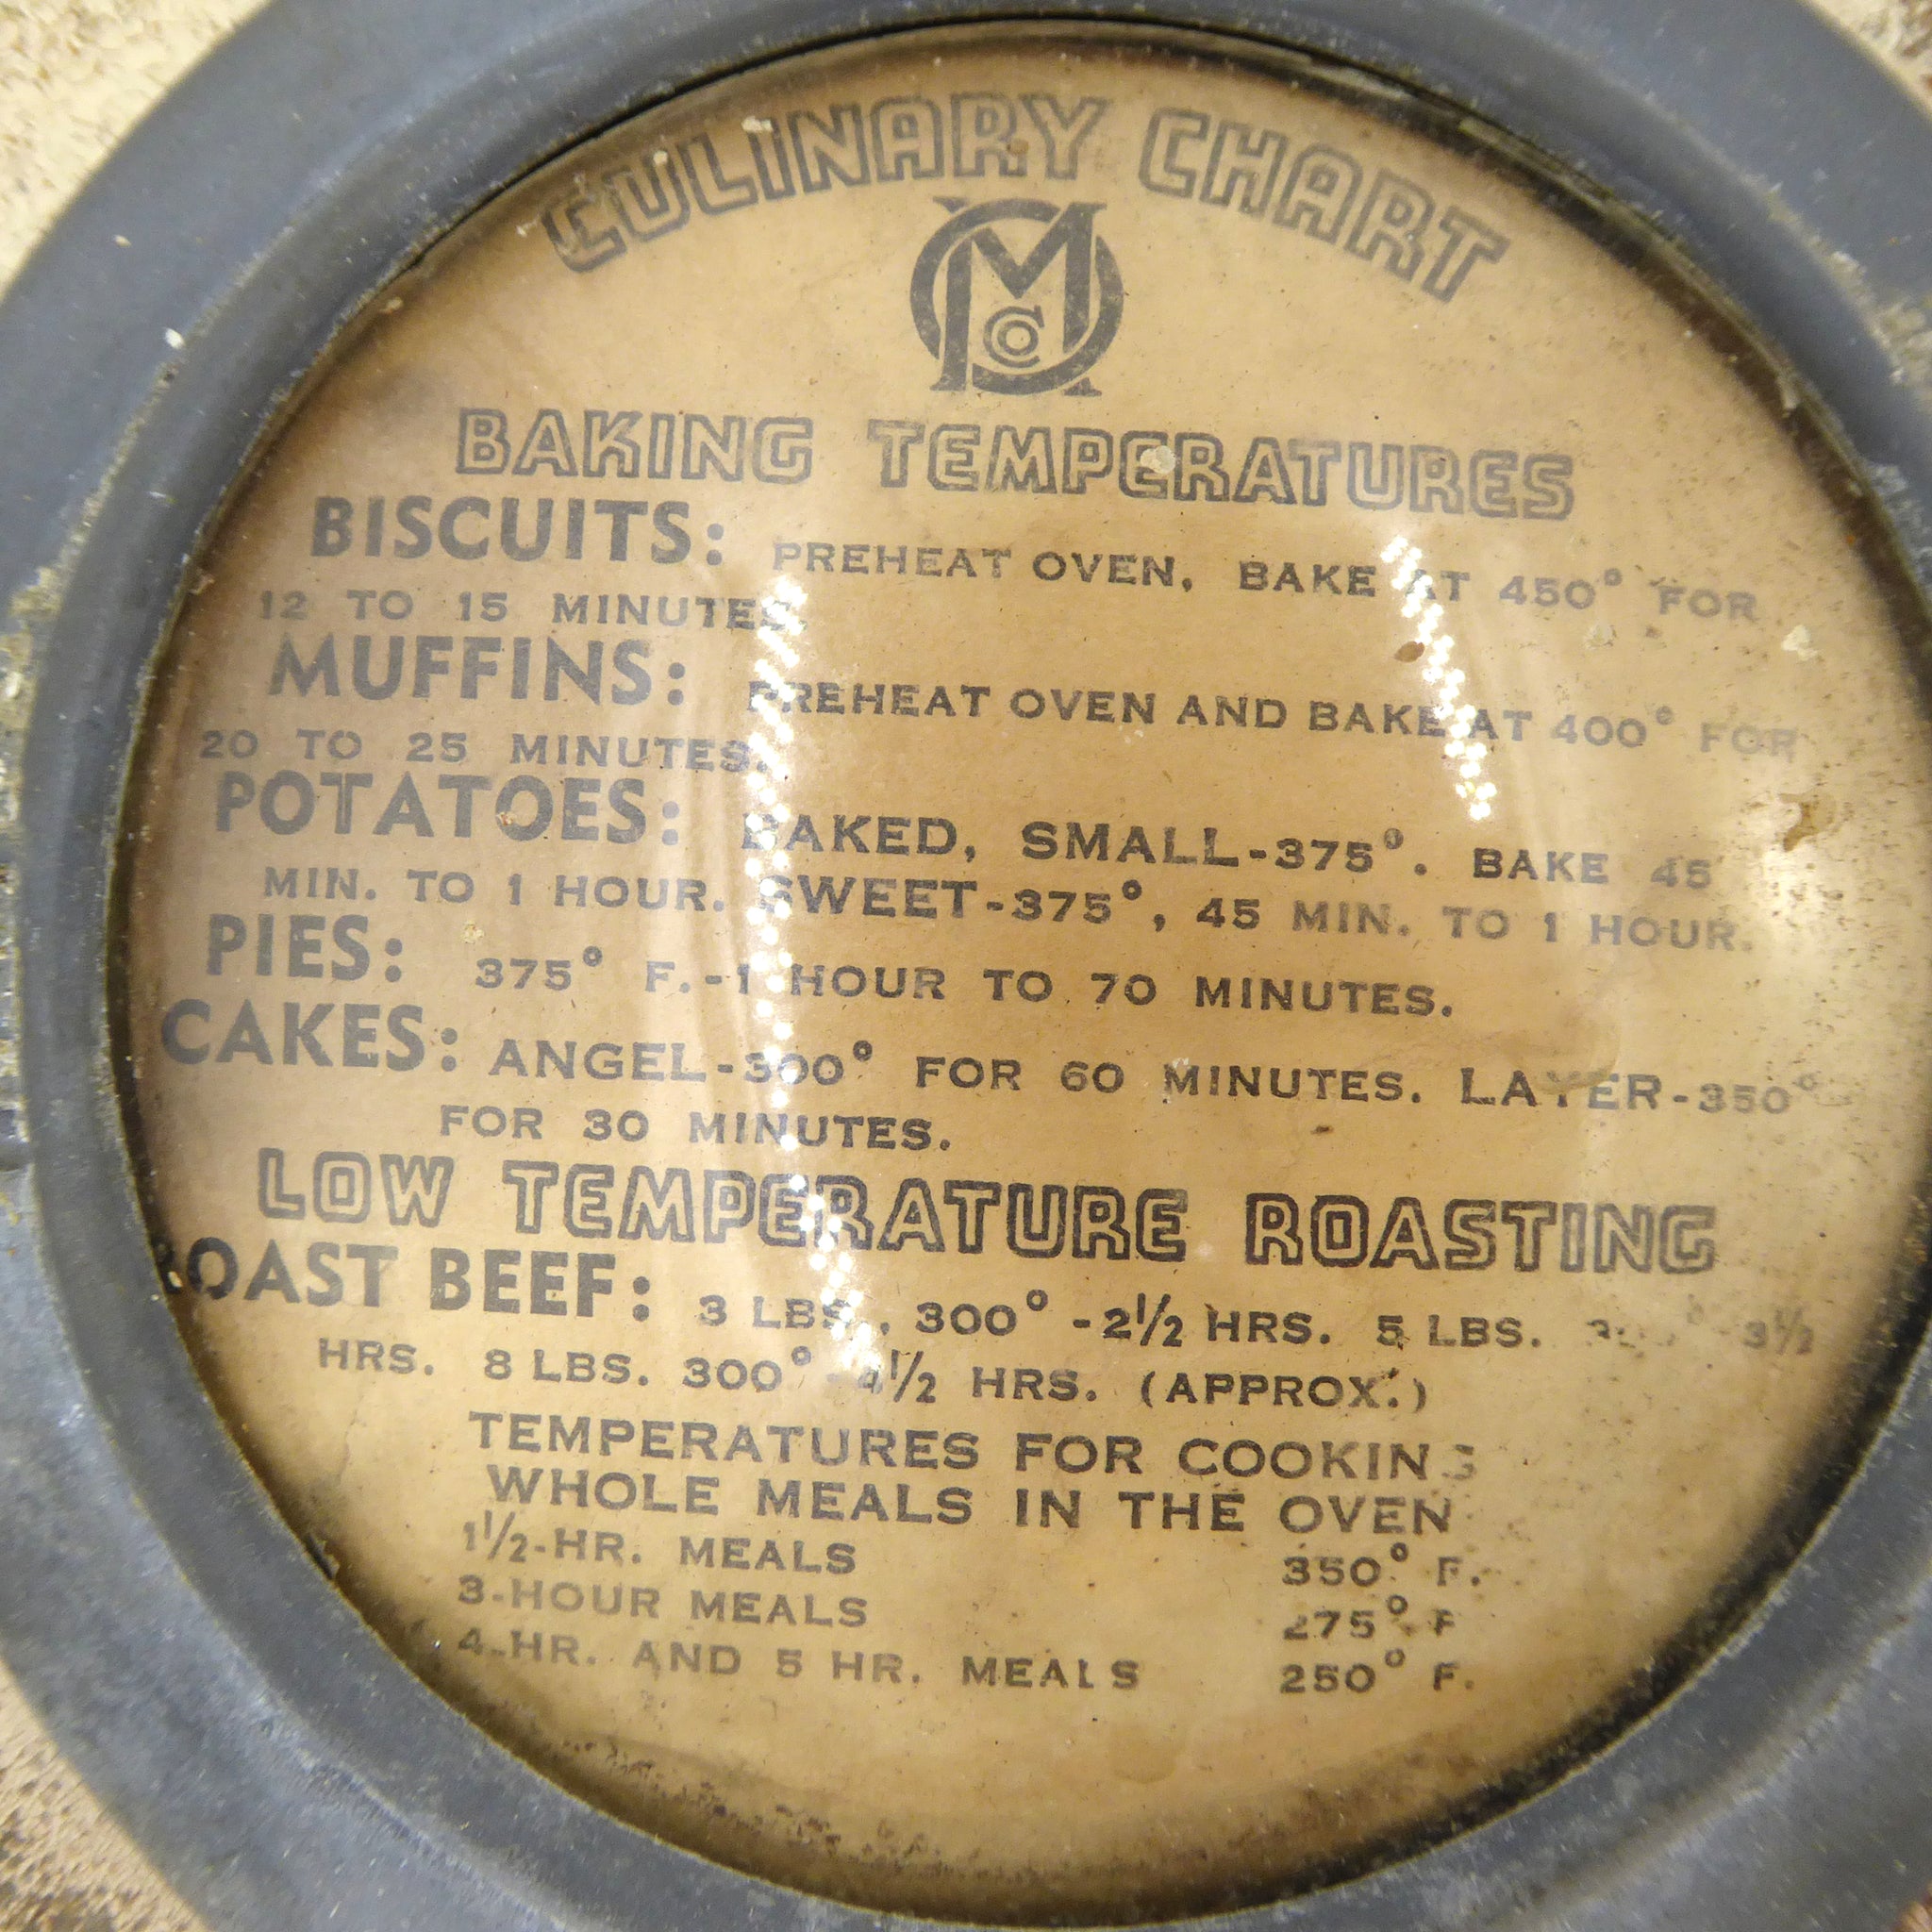 CULINARY CHART
BAKING TEMPERATURES
BISCUITS: PREHEAT OVEN, BAKE AT 450° FOR
12 TO 15 MINUTES.
MUFFINS: PREHEAT OVEN AND BAKE AT 400° FOR
20 TO 25 MINUTES.
POTATOES: BAKED, SMALL-375°. BAKE 45
MIN. TO 1 HOUR. SWEET-375°, 45 MIN. TO 1 HOUR.
PIES: 375° F.-1 HOUR TO 70 MINUTES.
CAKES: ANGEL-300° FOR 60 MINUTES. LAYER-350°
FOR 30 MINUTES.
LOW TEMPERATURE ROASTING
ROAST BEEF: 3 LBS., 300°-2½ HRS. 5 LBS. 3½
HRS. 8 LBS. 300°-4½ HRS. (APPROX.)
TEMPERATURES FOR COOKING
WHOLE MEALS IN THE OVEN
1½-HR. MEALS 350° F.
3-HOUR MEALS 275° F
4-HR. AND 5 HR. MEALS 250° F.